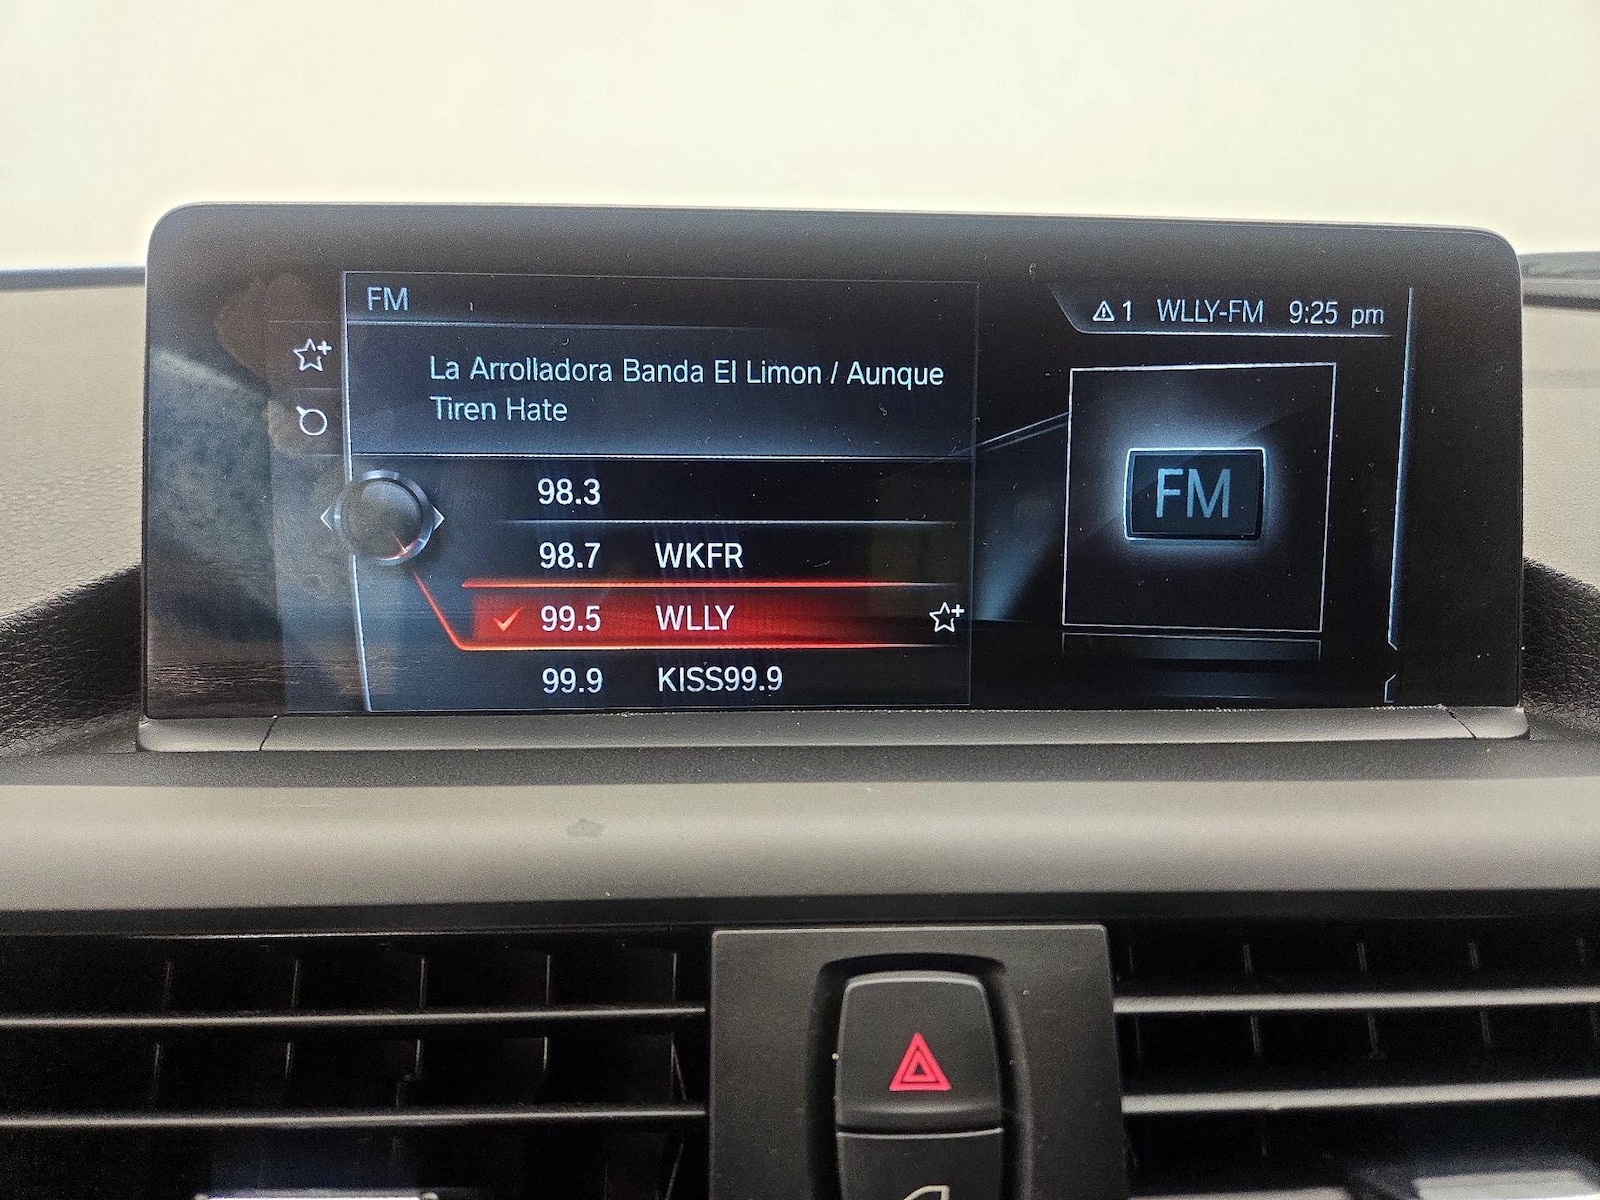 FM
1 WLLY-FM 9:25 pm
La Arrolladora Banda El Limon / Aunque
Tiren Hate
98.3
98.7 WKFR
99.5 WLLY
99.9 KISS99.9
FM